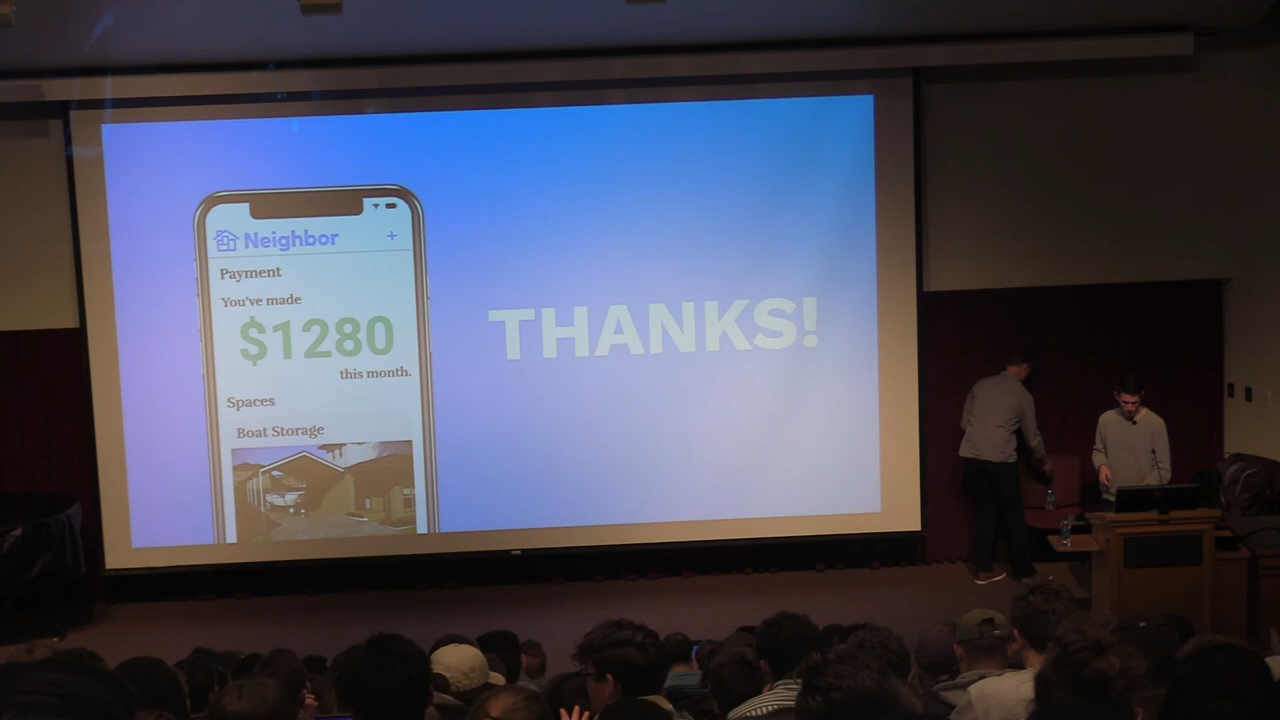 Neighbor +
Payment
You've made
$1280
this month.
Spaces
Boat Storage
THANKS!